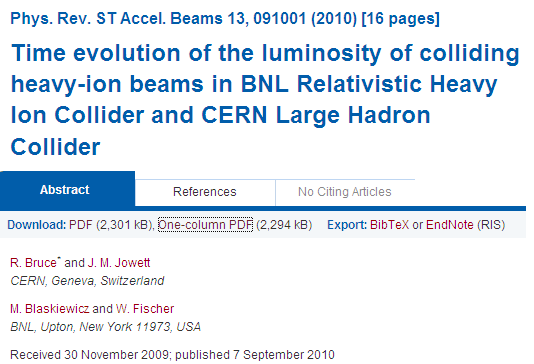 Phys. Rev. ST Accel. Beams 13, 091001 (2010) [16 pages]
Time evolution of the luminosity of colliding
heavy-ion beams in BNL Relativistic Heavy
Ion Collider and CERN Large Hadron
Collider
Abstract References No Citing Articles
Download: PDF (2,301 kB), One-column PDF (2,294 kB) Export: BibTeX or EndNote (RIS)
R. Bruce* and J. M. Jowett
CERN, Geneva, Switzerland
M. Blaskiewicz and W. Fischer
BNL, Upton, New York 11973, USA
Received 30 November 2009; published 7 September 2010